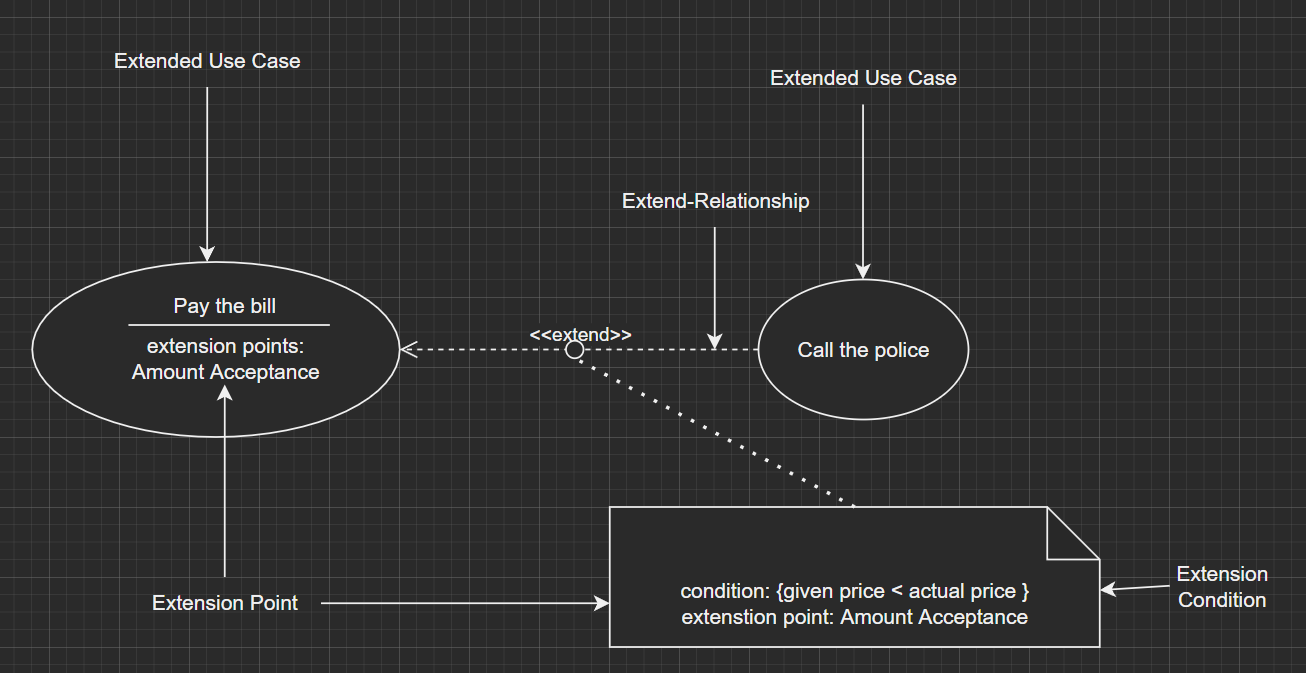 Extended Use Case
Extended Use Case
Extend-Relationship
Pay the bill
extension points:
Amount Acceptance
<<extend>>
Call the police
Extension Point
condition: {given price < actual price }
extenstion point: Amount Acceptance
Extension
Condition